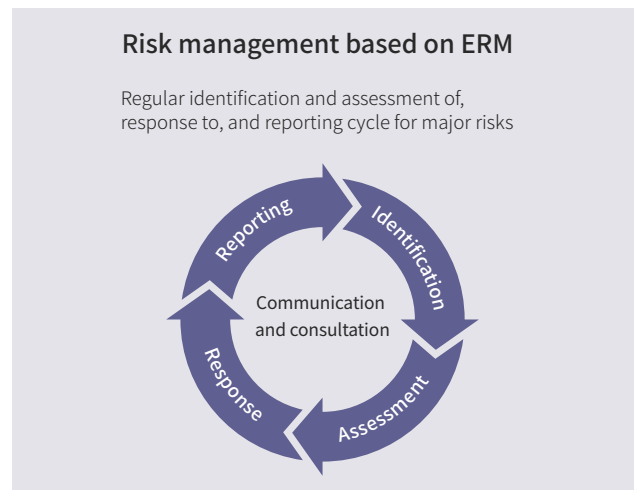 Risk management based on ERM
Regular identification and assessment of,
response to, and reporting cycle for major risks
Reporting
Identification
Communication
and consultation
Response
Assessment